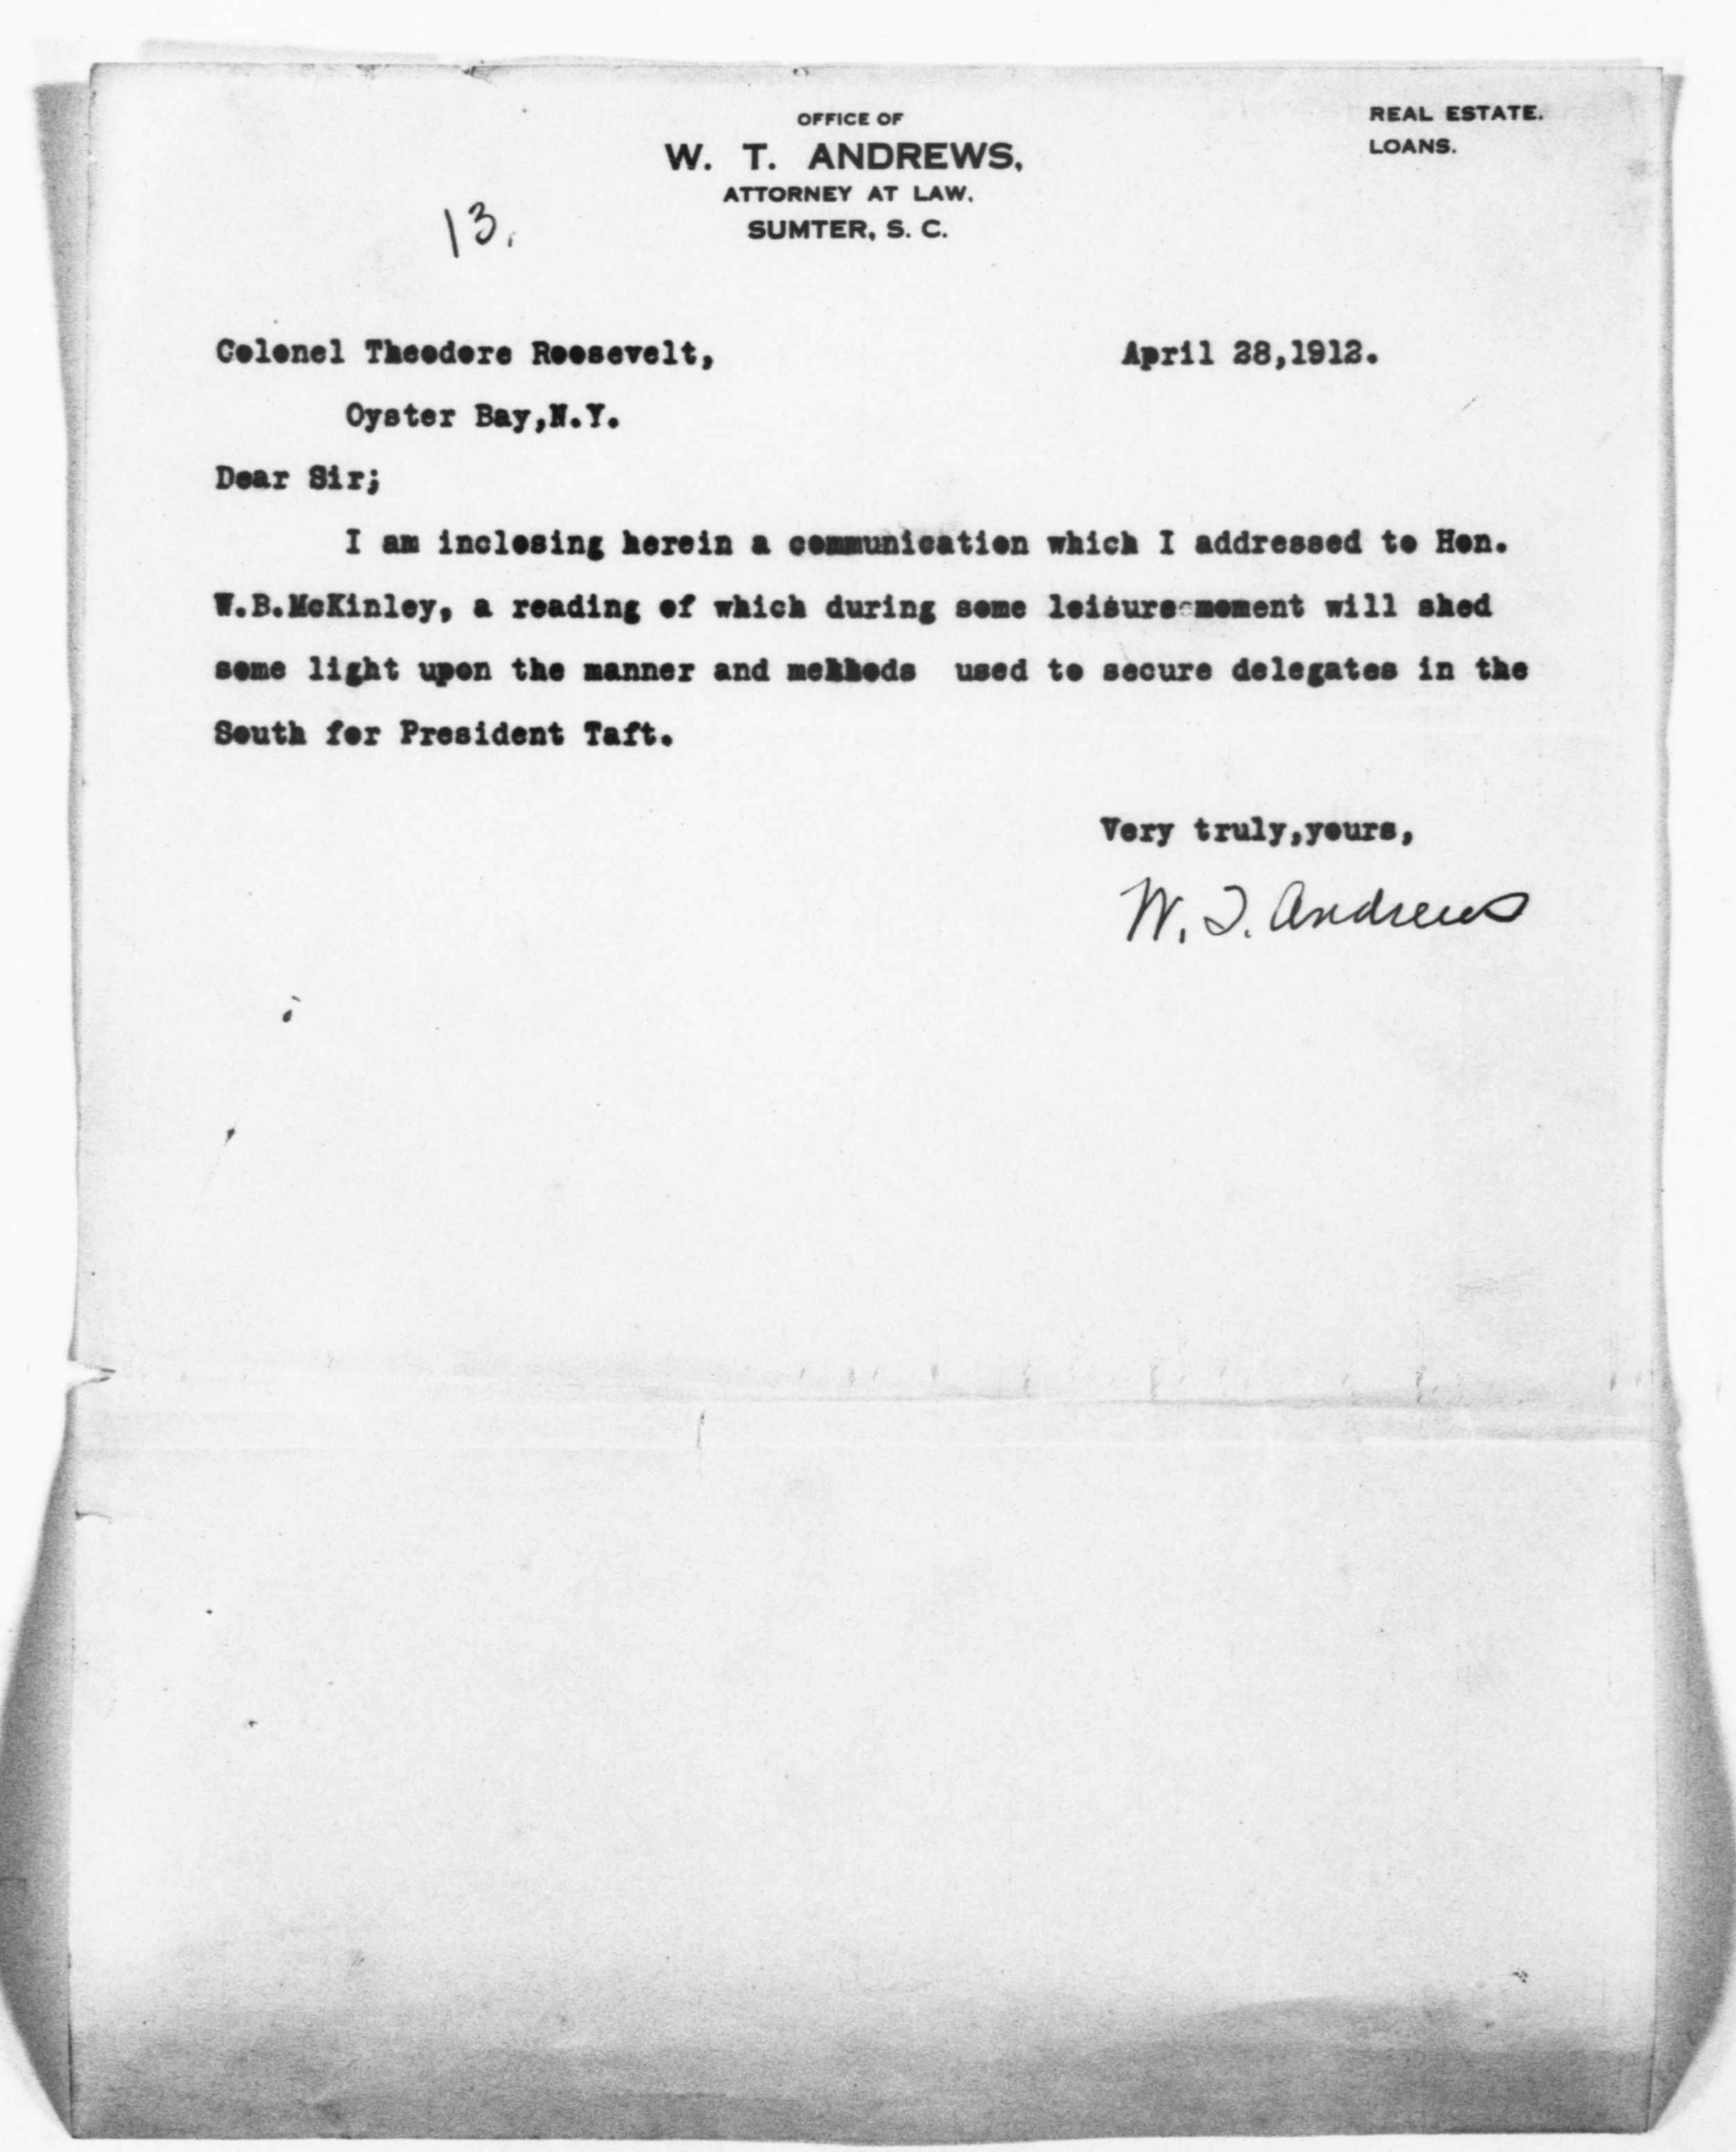 OFFICE OF
W. T. ANDREWS,
ATTORNEY AT LAW.
SUMTER, S. C.
REAL ESTATE.
LOANS.
13.
Colonel Theodore Roosevelt, April 28,1912.
Oyster Bay,N.Y.
Dear Sir;
I am inclosing herein a communication which I addressed to Hon.
W.B.McKinley, a reading of which during some leisure moment will shed
some light upon the manner and methods used to secure delegates in the
South for President Taft.
Very truly,yours,
W. T. Andrews